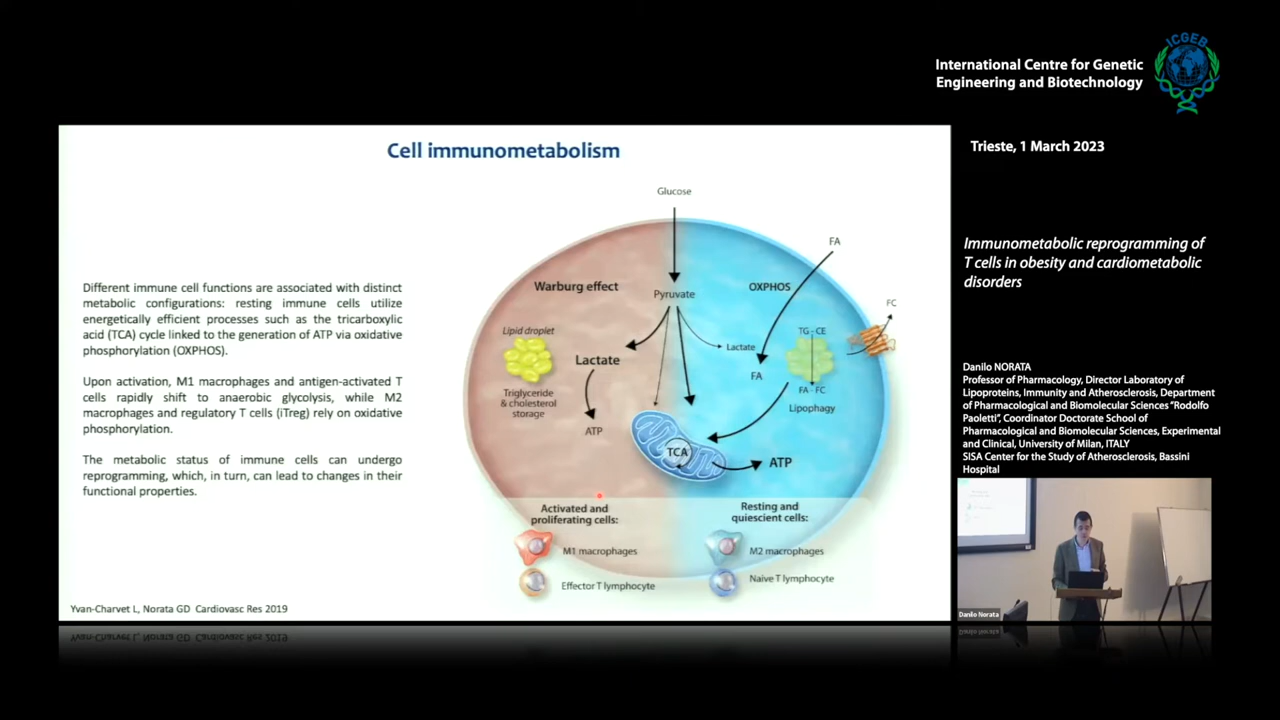 ICGEB
International Centre for Genetic
Engineering and Biotechnology
Trieste, 1 March 2023
Immunometabolic reprogramming of
T cells in obesity and cardiometabolic
disorders
Danilo NORATA
Professor of Pharmacology, Director Laboratory of
Lipoproteins, Immunity and Atherosclerosis, Department
of Pharmacological and Biomolecular Sciences "Rodolfo
Paoletti", Coordinator Doctorate School of
Pharmacological and Biomolecular Sciences, Experimental
and Clinical, University of Milan, ITALY
SISA Center for the Study of Atherosclerosis, Bassini
Hospital
Danilo Norata
Cell immunometabolism
Different immune cell functions are associated with distinct
metabolic configurations: resting immune cells utilize
energetically efficient processes such as the tricarboxylic
acid (TCA) cycle linked to the generation of ATP via oxidative
phosphorylation (OXPHOS).
Upon activation, M1 macrophages and antigen-activated T
cells rapidly shift to anaerobic glycolysis, while M2
macrophages and regulatory T cells (iTreg) rely on oxidative
phosphorylation.
The metabolic status of immune cells can undergo
reprogramming, which, in turn, can lead to changes in their
functional properties.
Glucose
FA
Warburg effect
Pyruvate
OXPHOS
FC
Lipid droplet
Lactate
Lactate
TG - CE
FA
FA - FC
Triglyceride
& cholesterol
storage
Lipophagy
ATP
TCA
ATP
Activated and
proliferating cells:
M1 macrophages
Effector T lymphocyte
Resting and
quiescient cells:
M2 macrophages
Naive T lymphocyte
Yvan-Charvet L, Norata GD Cardiovasc Res 2019